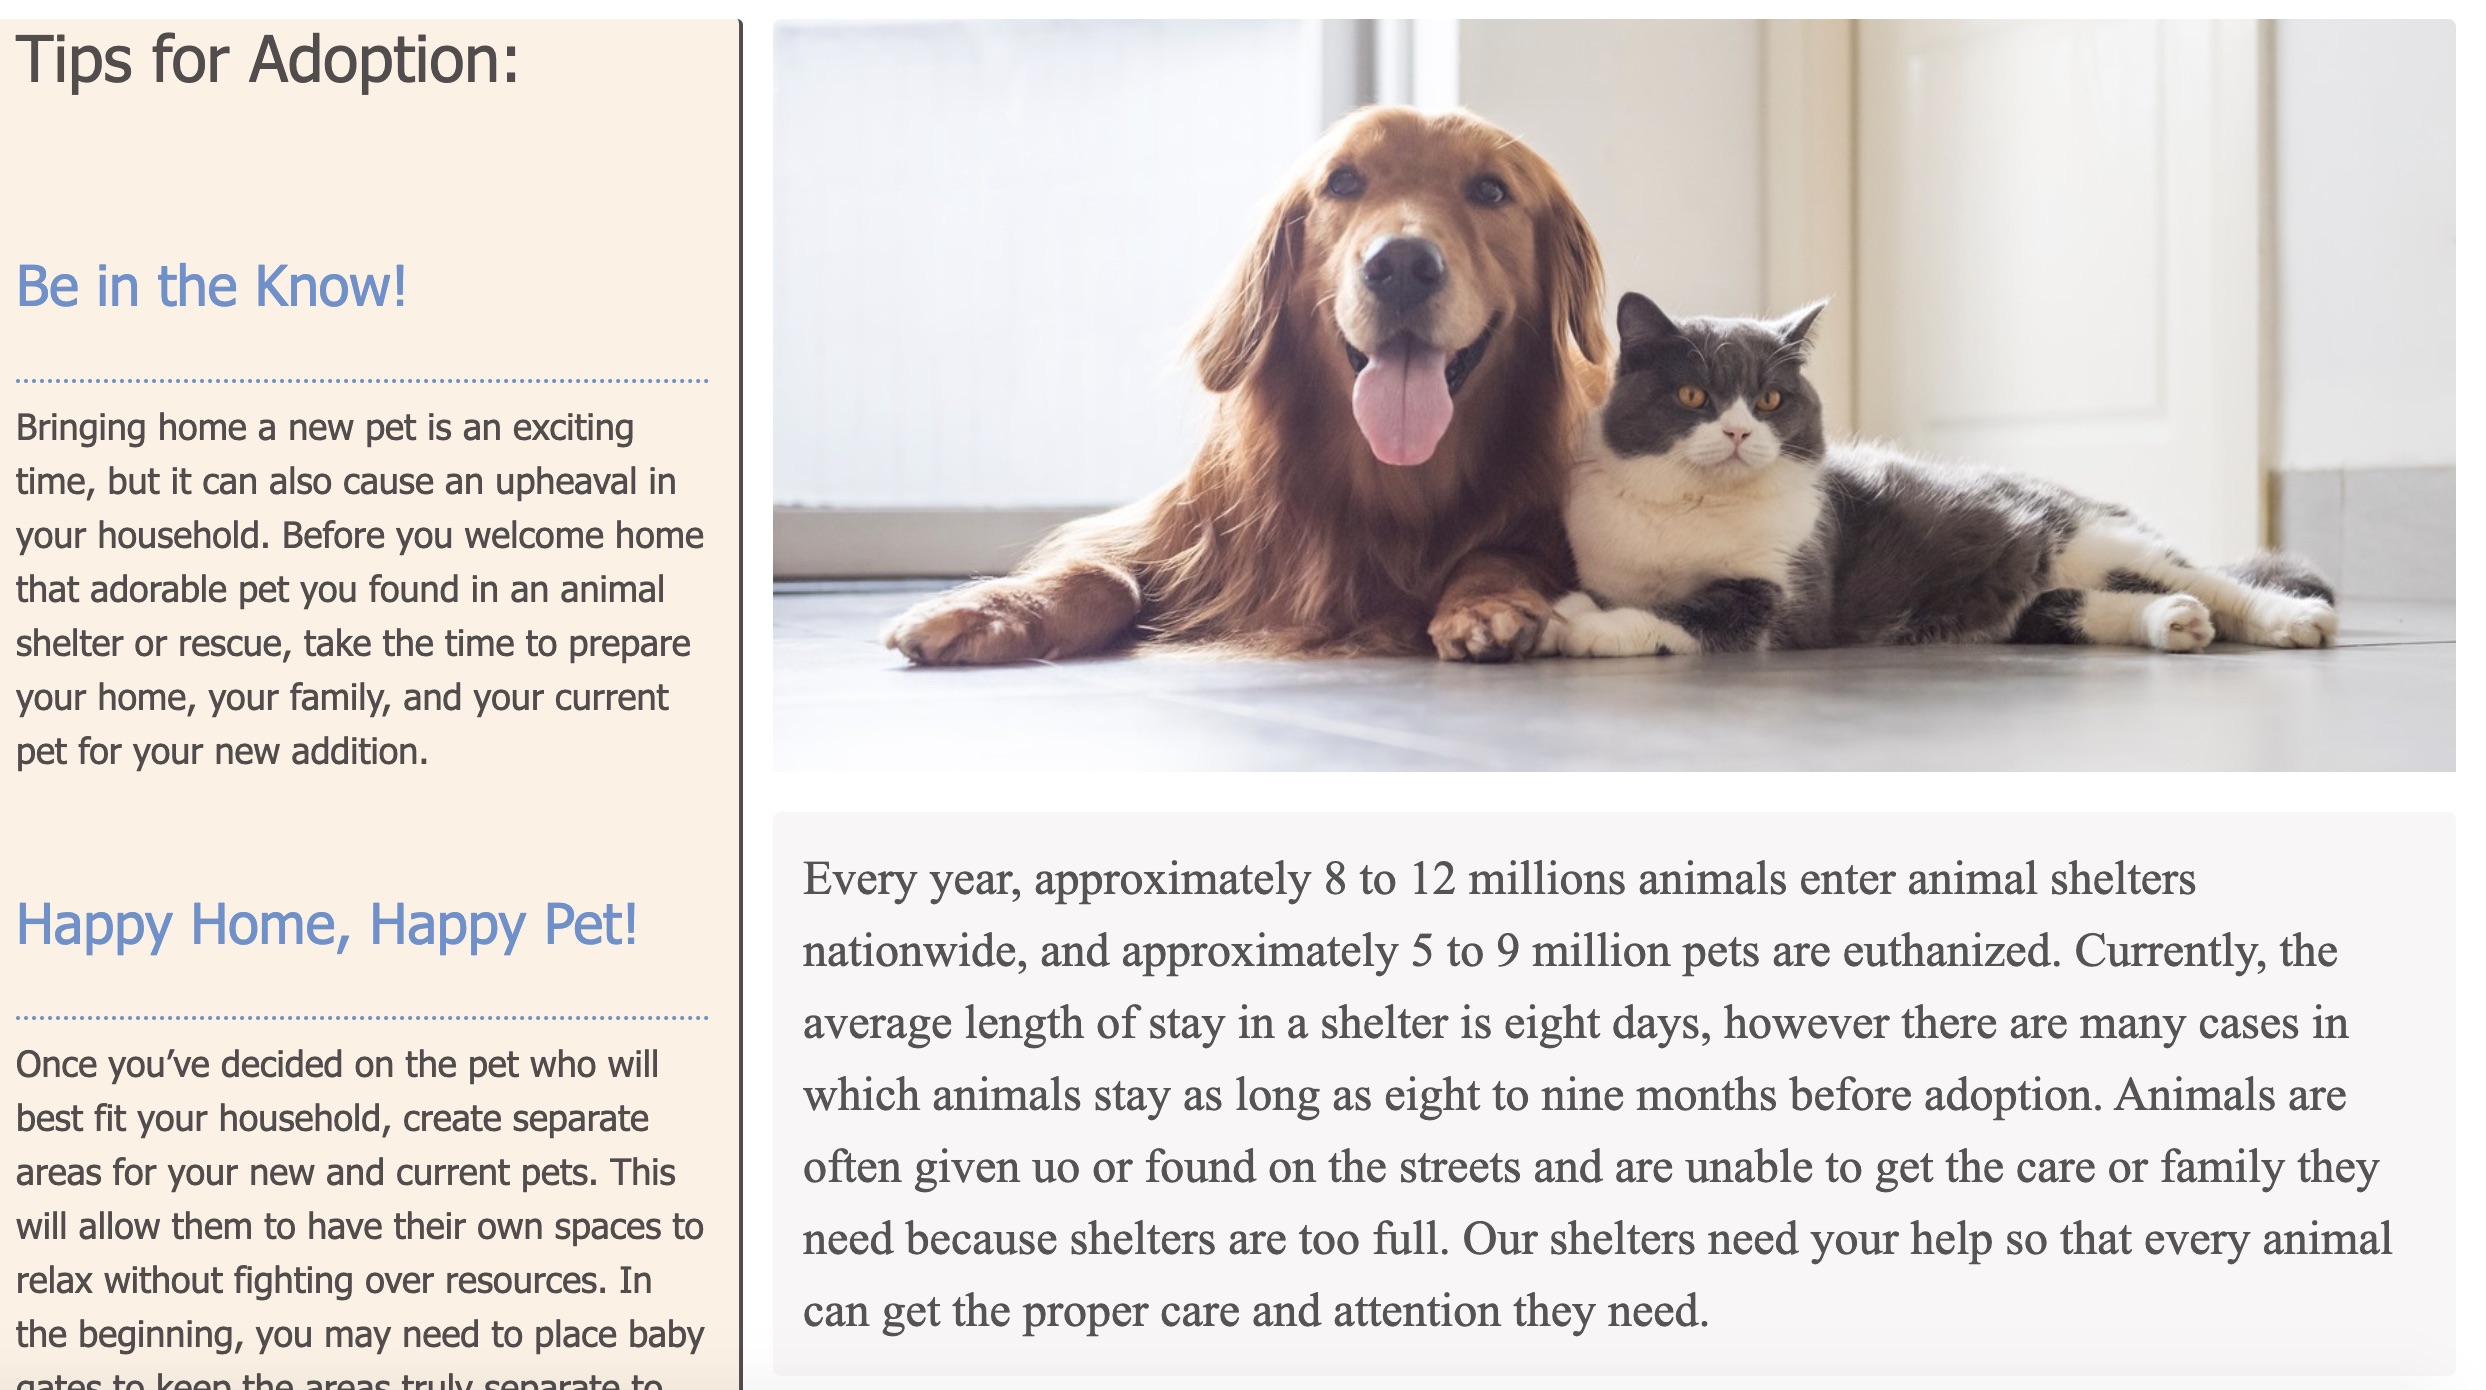 Tips for Adoption:
Be in the Know!
Bringing home a new pet is an exciting
time, but it can also cause an upheaval in
your household. Before you welcome home
that adorable pet you found in an animal
shelter or rescue, take the time to prepare
your home, your family, and your current
pet for your new addition.
Happy Home, Happy Pet!
Once you’ve decided on the pet who will
best fit your household, create separate
areas for your new and current pets. This
will allow them to have their own spaces to
relax without fighting over resources. In
the beginning, you may need to place baby
gates to keep the areas truly separate to
Every year, approximately 8 to 12 millions animals enter animal shelters
nationwide, and approximately 5 to 9 million pets are euthanized. Currently, the
average length of stay in a shelter is eight days, however there are many cases in
which animals stay as long as eight to nine months before adoption. Animals are
often given uo or found on the streets and are unable to get the care or family they
need because shelters are too full. Our shelters need your help so that every animal
can get the proper care and attention they need.